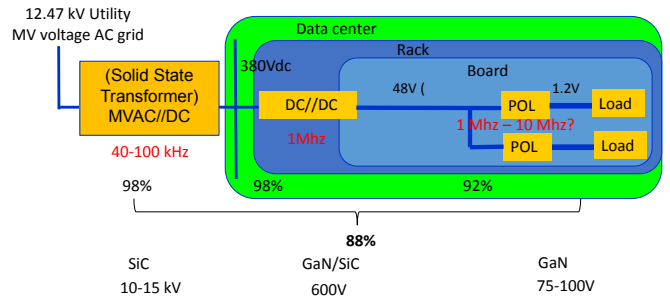 12.47 kV Utility
MV voltage AC grid
Data center
Rack
Board
380Vdc
(Solid State
Transformer)
MVAC//DC
DC//DC
48V (
POL
1.2V
Load
40-100 kHz
1Mhz
1 Mhz – 10 Mhz?
POL
Load
98%
98%
92%
88%
SiC
GaN/SiC
GaN
10-15 kV
600V
75-100V